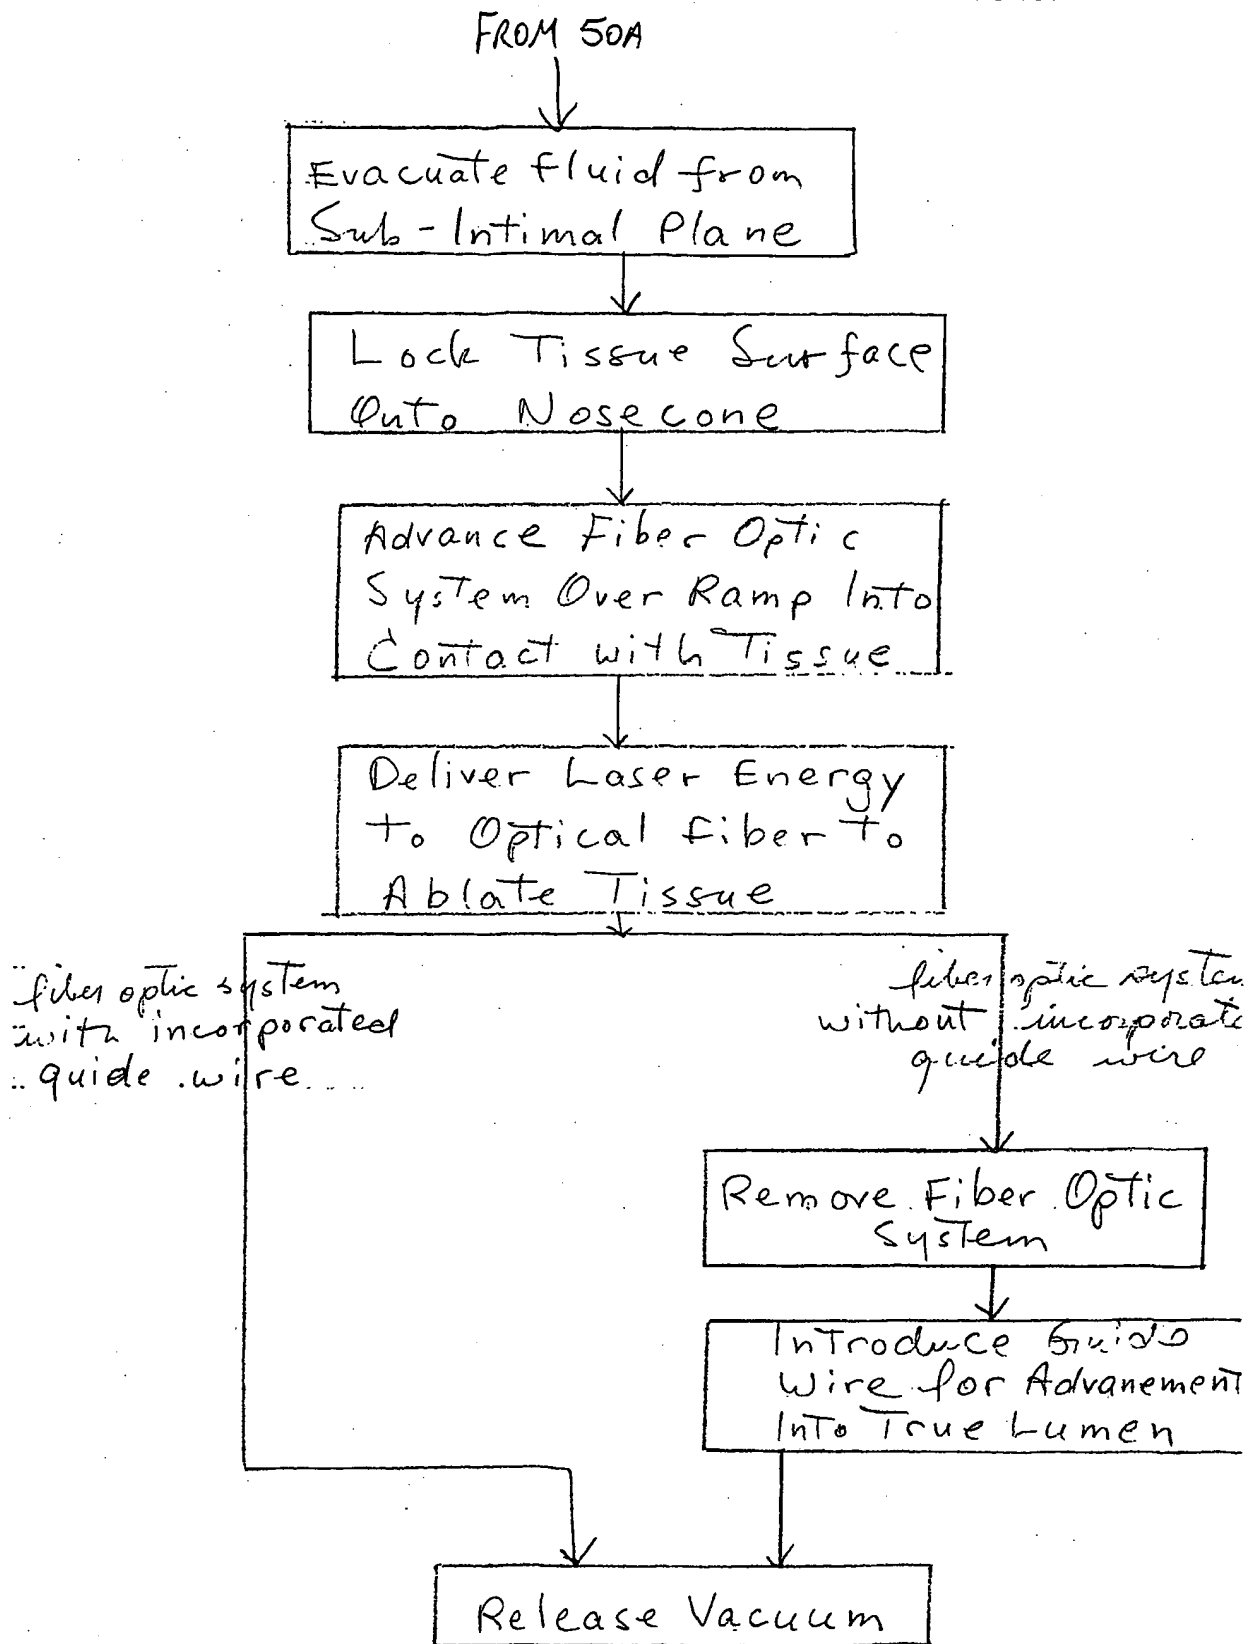 FROM 50A
Evacuate Fluid from
Sub-Intimal Plane
Lock Tissue Surface
Onto Nosecone
Advance Fiber Optic
System Over Ramp Into
Contact with Tissue
Deliver Laser Energy
To Optical Fiber To
Ablate Tissue
fiber optic system
with incorporated
guide wire
fiber optic system
without incorporate
guide wire
Remove Fiber Optic
System
Introduce Guide
Wire for Advanement
Into True Lumen
Release Vacuum